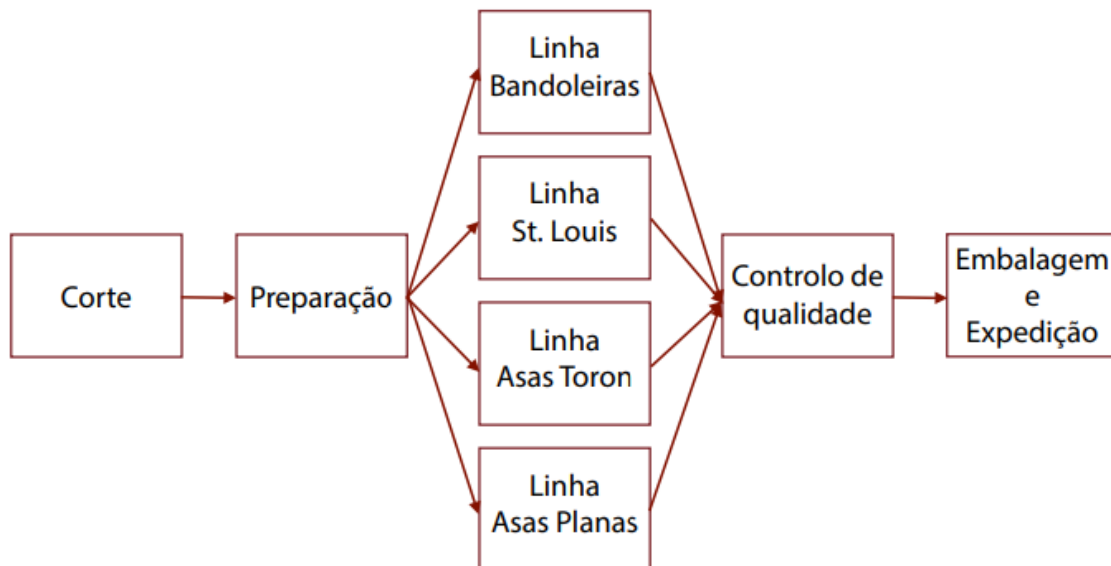 Corte
Preparação
Linha
Bandoleiras
Linha
St. Louis
Linha
Asas Toron
Linha
Asas Planas
Controlo de
qualidade
Embalagem
e
Expedição